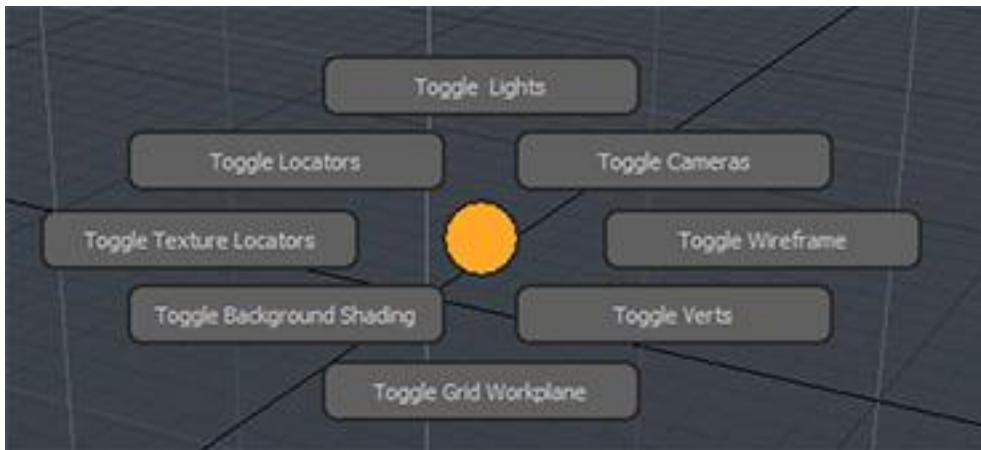 Toggle Lights
Toggle Locators
Toggle Cameras
Toggle Texture Locators
Toggle Wireframe
Toggle Background Shading
Toggle Verts
Toggle Grid Workplane